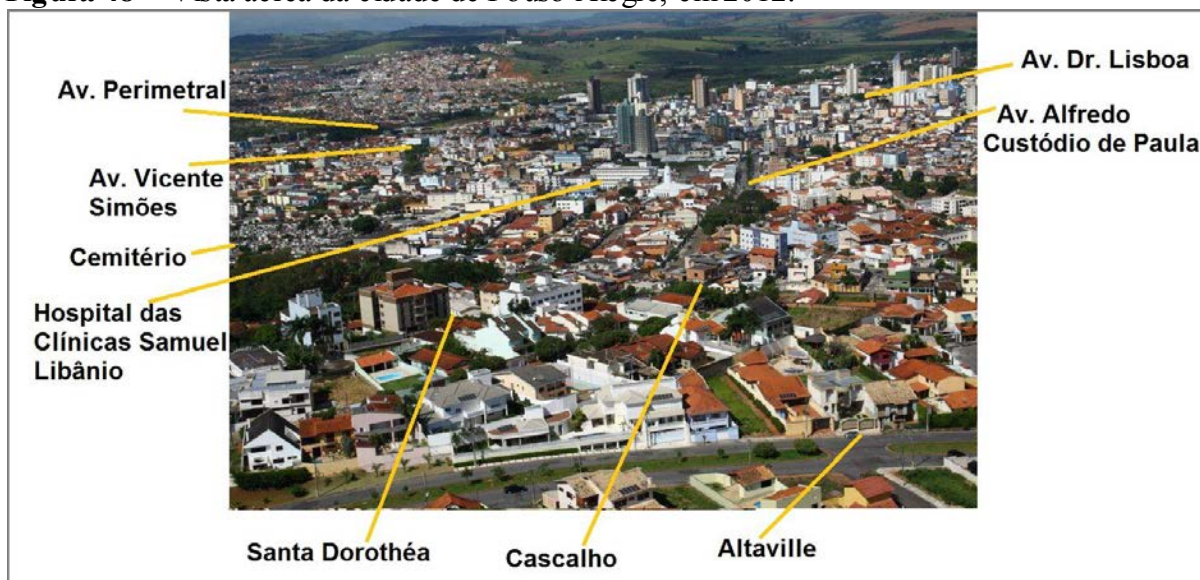 Av. Perimetral
Av. Vicente
Simões
Cemitério
Hospital das
Clínicas Samuel
Libânio
Av. Dr. Lisboa
Av. Alfredo
Custódio de Paula
Santa Dorothéa
Cascalho
Altaville